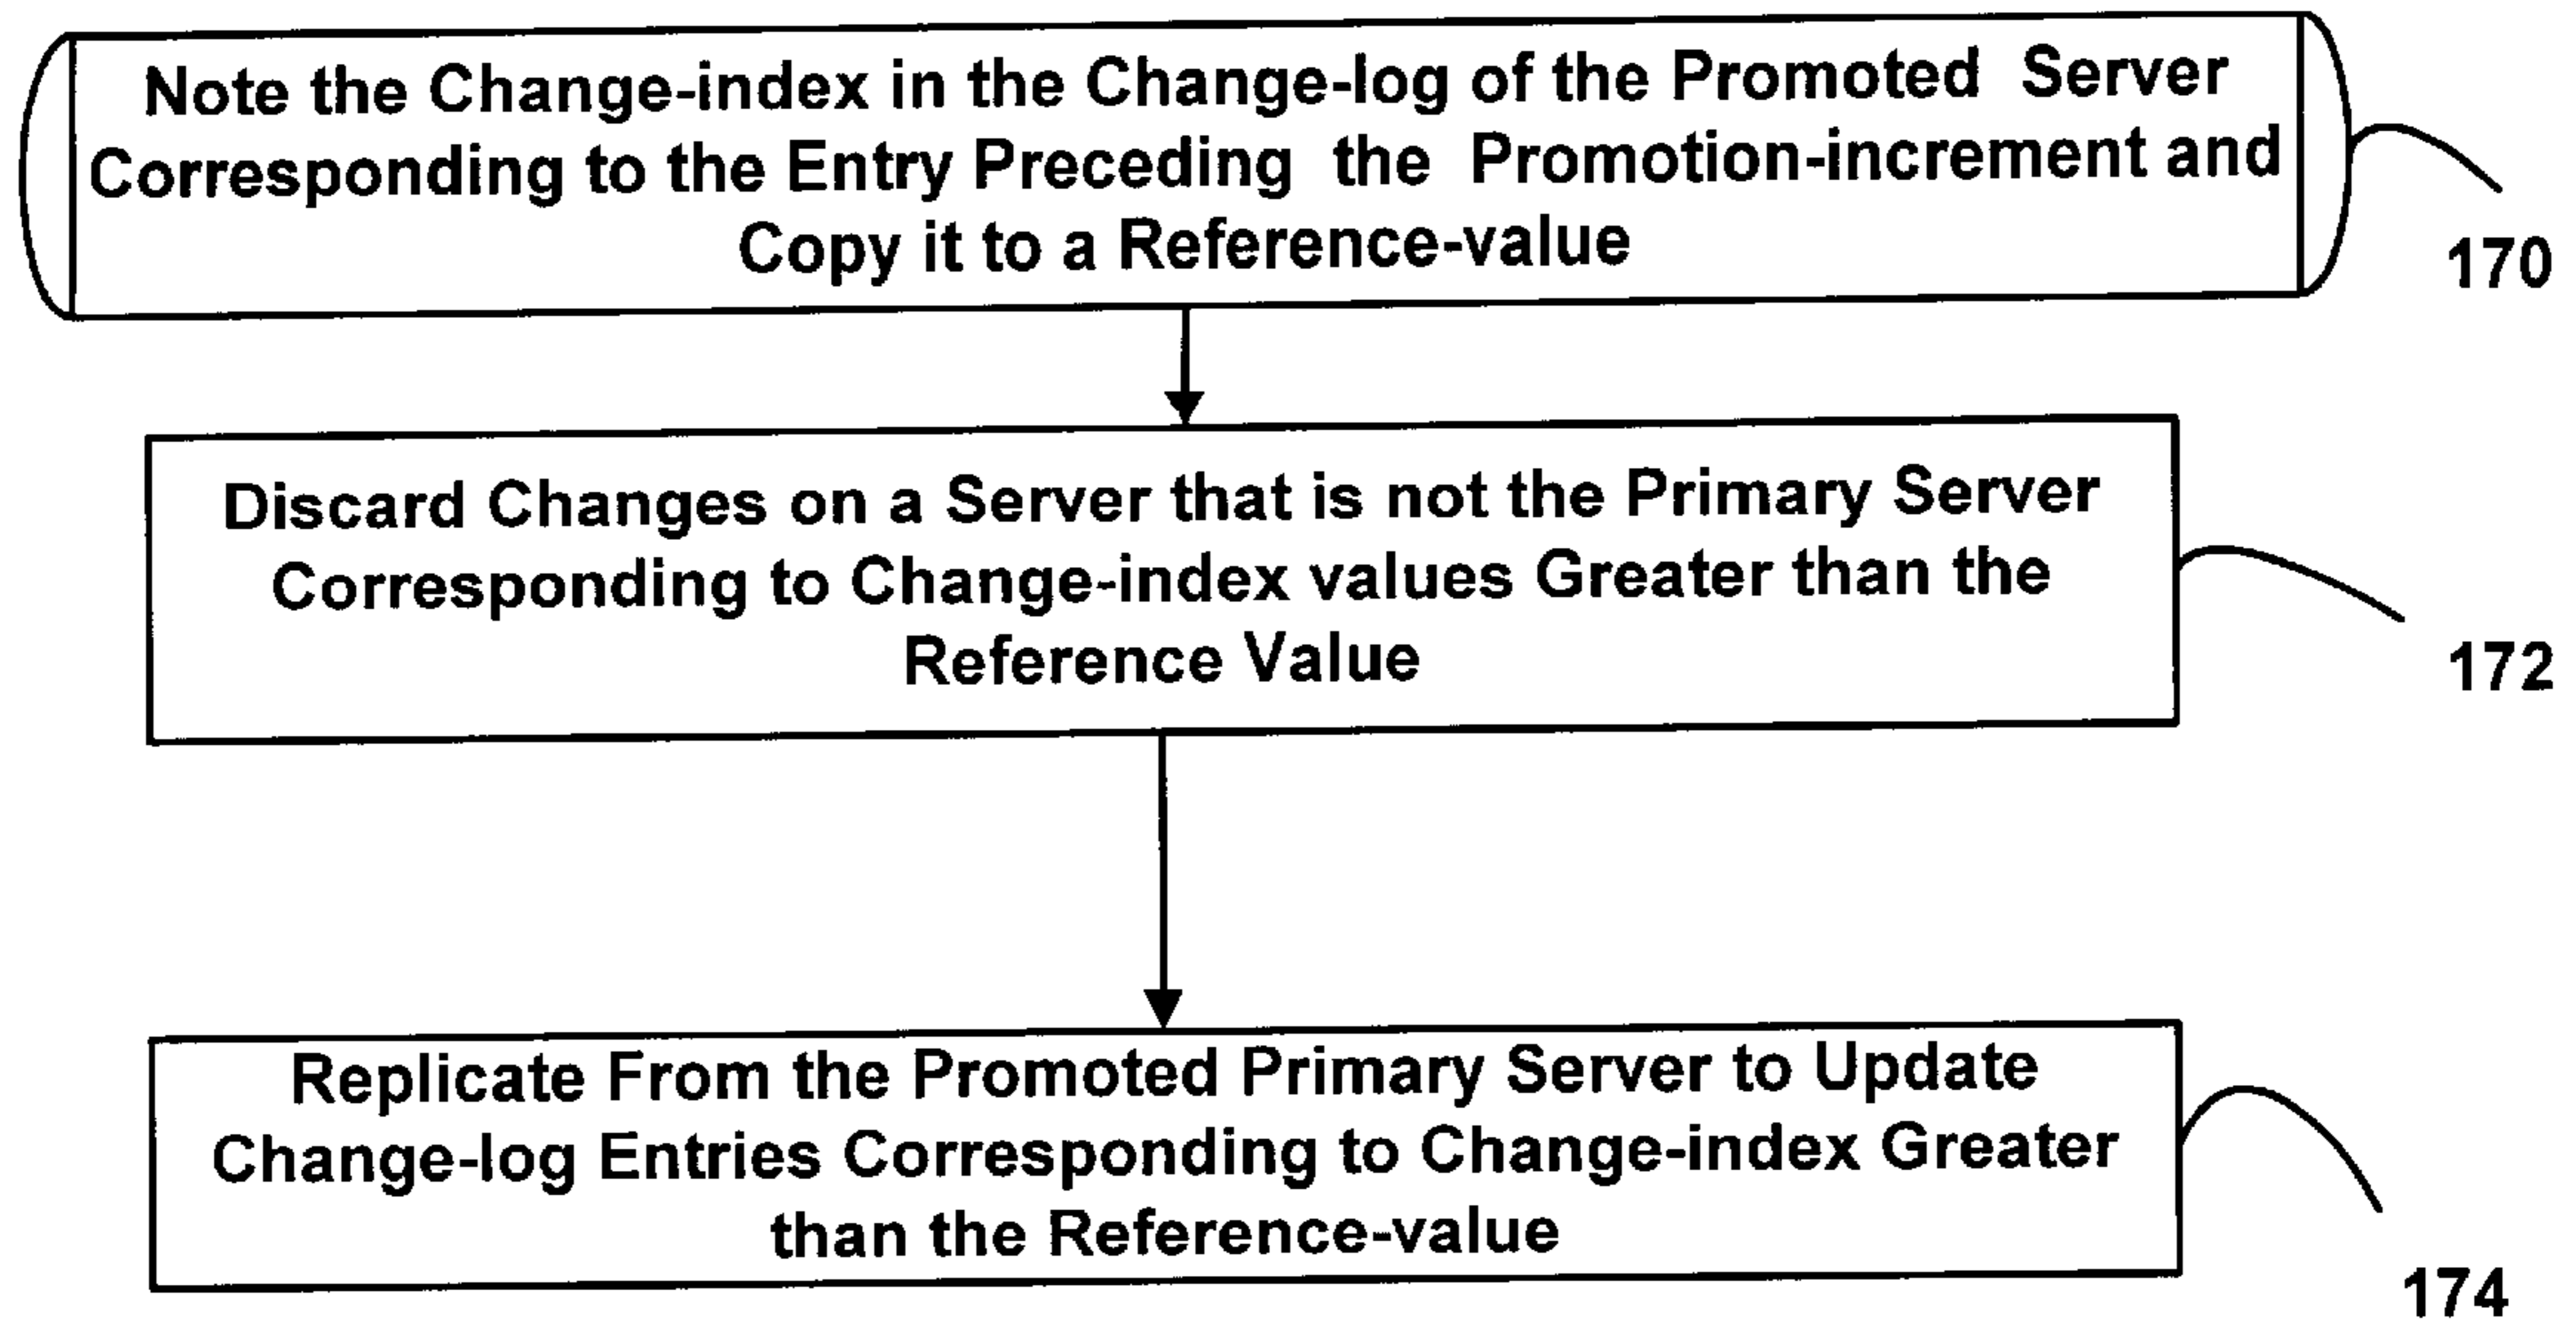 Note the Change-index in the Change-log of the Promoted Server
Corresponding to the Entry Preceding the Promotion-increment and
Copy it to a Reference-value
170
Discard Changes on a Server that is not the Primary Server
Corresponding to Change-index values Greater than the
Reference Value
172
Replicate From the Promoted Primary Server to Update
Change-log Entries Corresponding to Change-index Greater
than the Reference-value
174